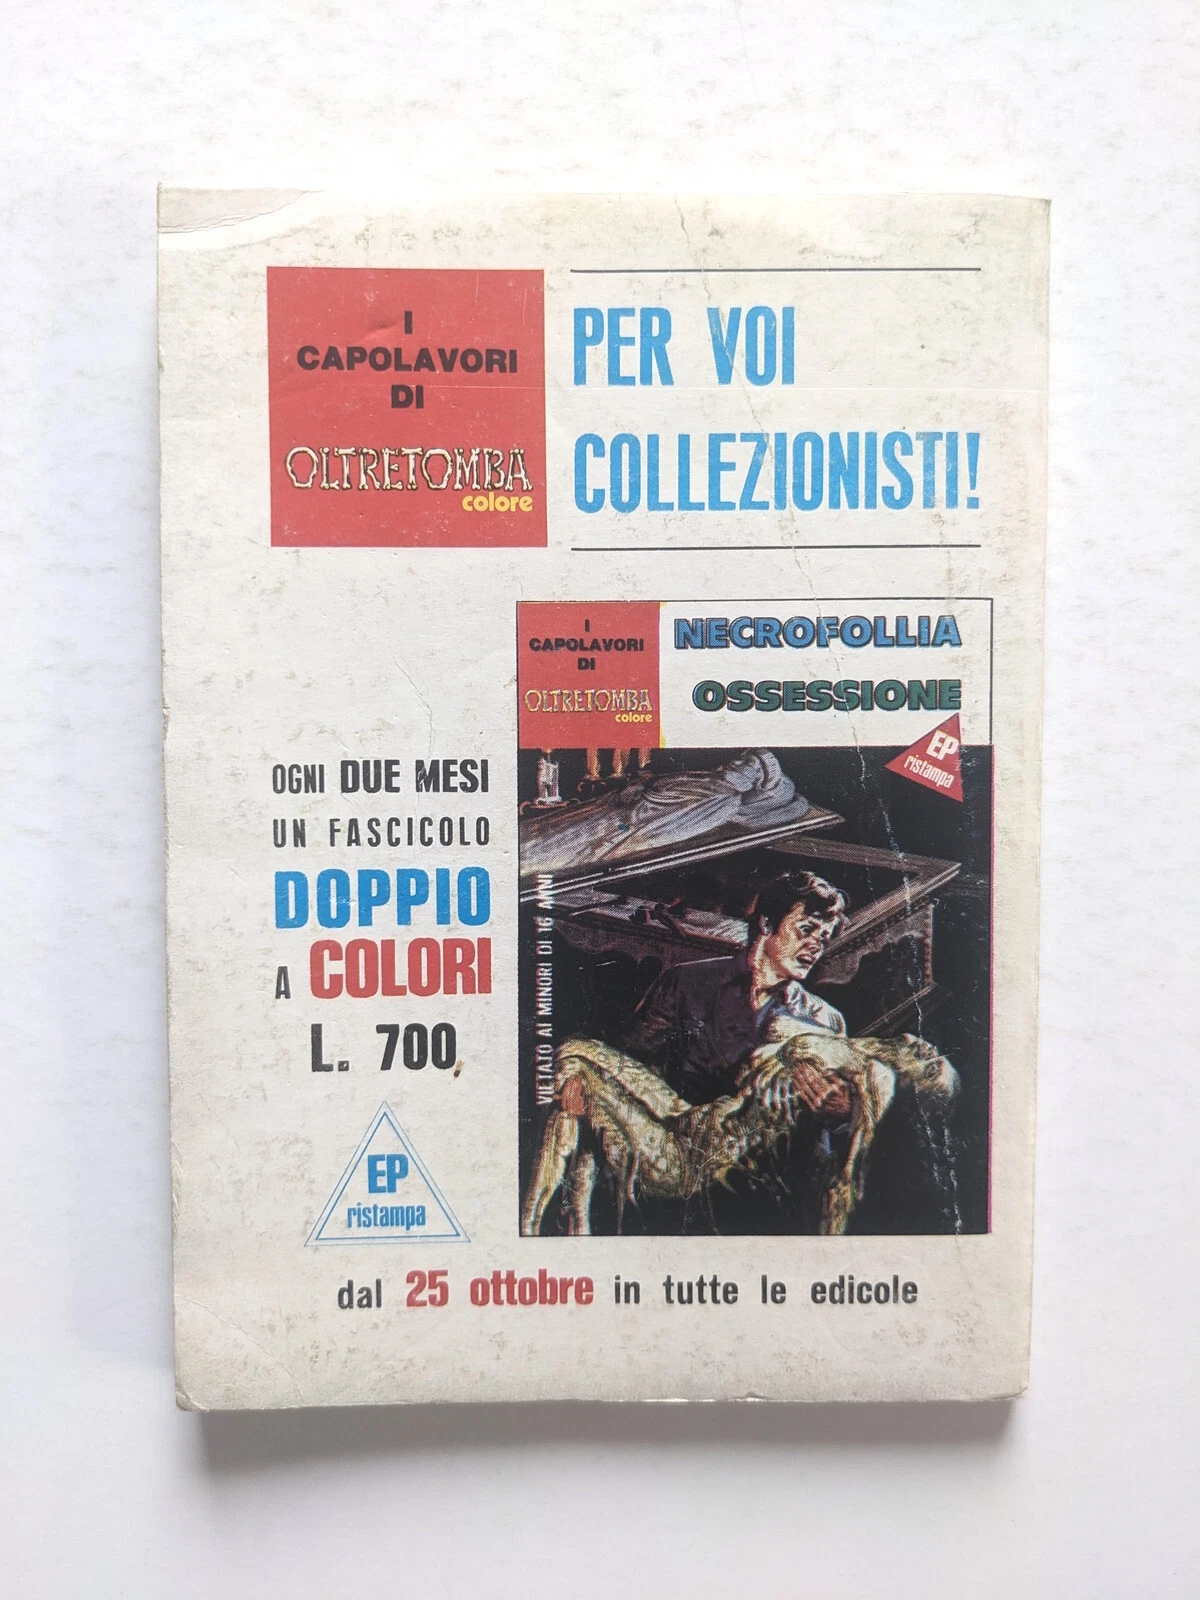 I
CAPOLAVORI
DI
OLTRETOMBA
colore
PER VOI
COLLEZIONISTI!
I
CAPOLAVORI
DI
OLTRETOMBA
colore
NECROFOLLIA
OSSESSIONE
EP
ristampa
VIETATO AI MINORI DI 16 ANNI
OGNI DUE MESI
UN FASCICOLO
DOPPIO
A COLORI
L. 700
EP
ristampa
dal 25 ottobre in tutte le edicole